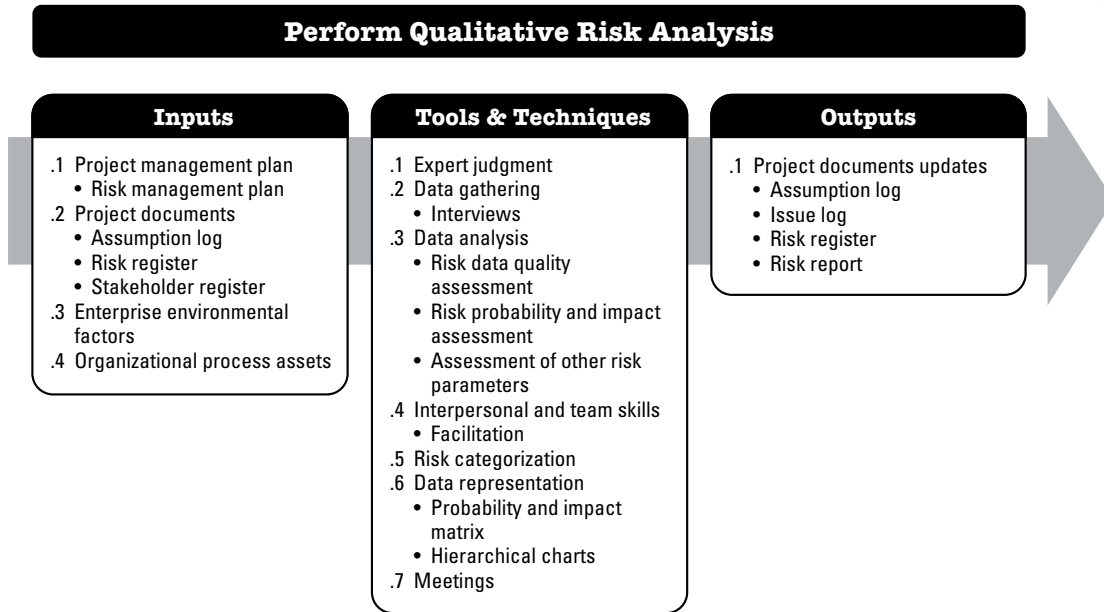 Perform Qualitative Risk Analysis
Inputs
.1 Project management plan
• Risk management plan
.2 Project documents
• Assumption log
• Risk register
• Stakeholder register
.3 Enterprise environmental
factors
.4 Organizational process assets
Tools & Techniques
.1 Expert judgment
.2 Data gathering
• Interviews
.3 Data analysis
• Risk data quality
assessment
• Risk probability and impact
assessment
• Assessment of other risk
parameters
.4 Interpersonal and team skills
• Facilitation
.5 Risk categorization
.6 Data representation
• Probability and impact
matrix
• Hierarchical charts
.7 Meetings
Outputs
.1 Project documents updates
• Assumption log
• Issue log
• Risk register
• Risk report